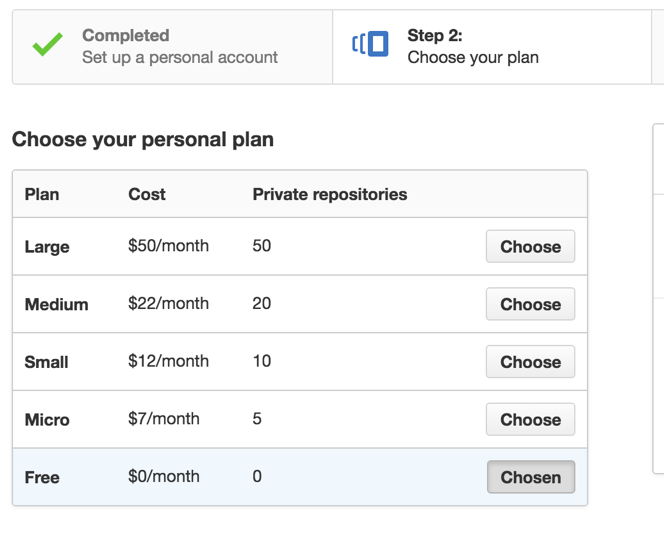 Completed
Set up a personal account
Step 2:
Choose your plan
Choose your personal plan
Plan Cost Private repositories
Large $50/month 50 Choose
Medium $22/month 20 Choose
Small $12/month 10 Choose
Micro $7/month 5 Choose
Free $0/month 0 Chosen